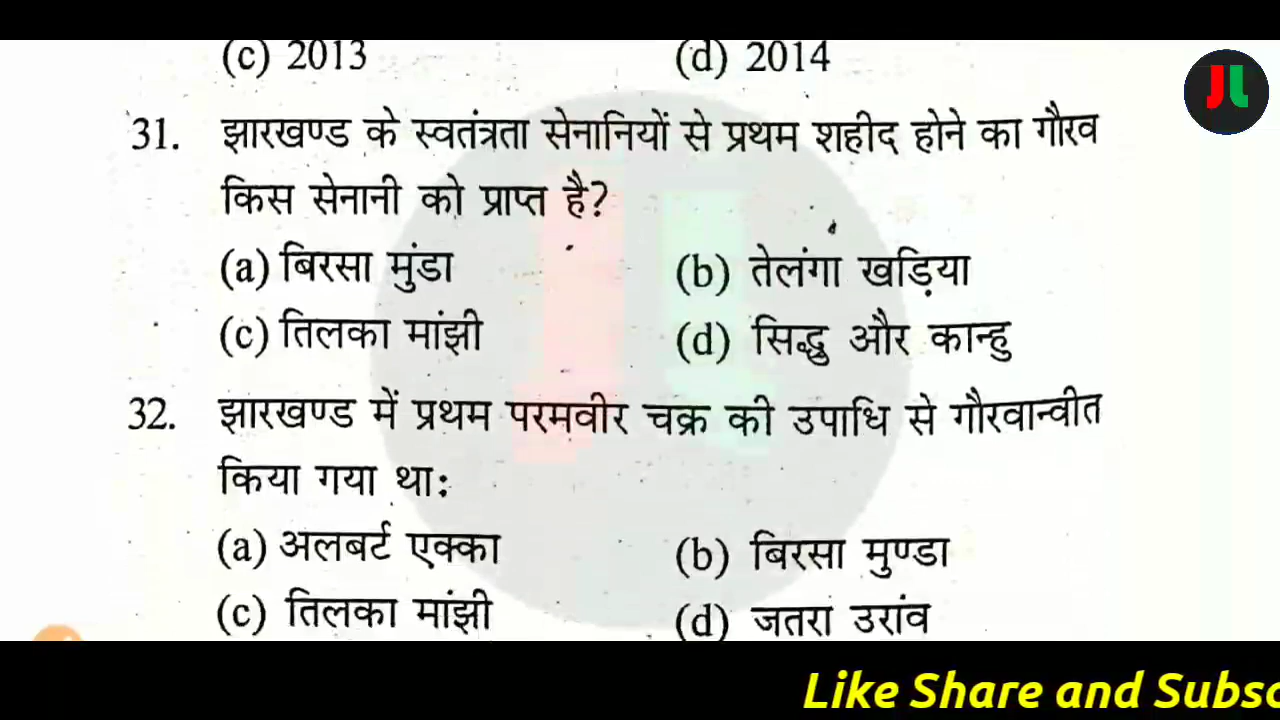 (c) 2013 (d) 2014
JL
31. झारखण्ड के स्वतंत्रता सेनानियों से प्रथम शहीद होने का गौरव
किस सेनानी को प्राप्त है?
(a) बिरसा मुंडा (b) तेलंगा खड़िया
(c) तिलका मांझी (d) सिद्धु और कान्हु
32. झारखण्ड में प्रथम परमवीर चक्र की उपाधि से गौरवान्वीत
किया गया था:
(a) अलबर्ट एक्का (b) बिरसा मुण्डा
(c) तिलका मांझी (d) जतरा उरांव
Like Share and Subsc